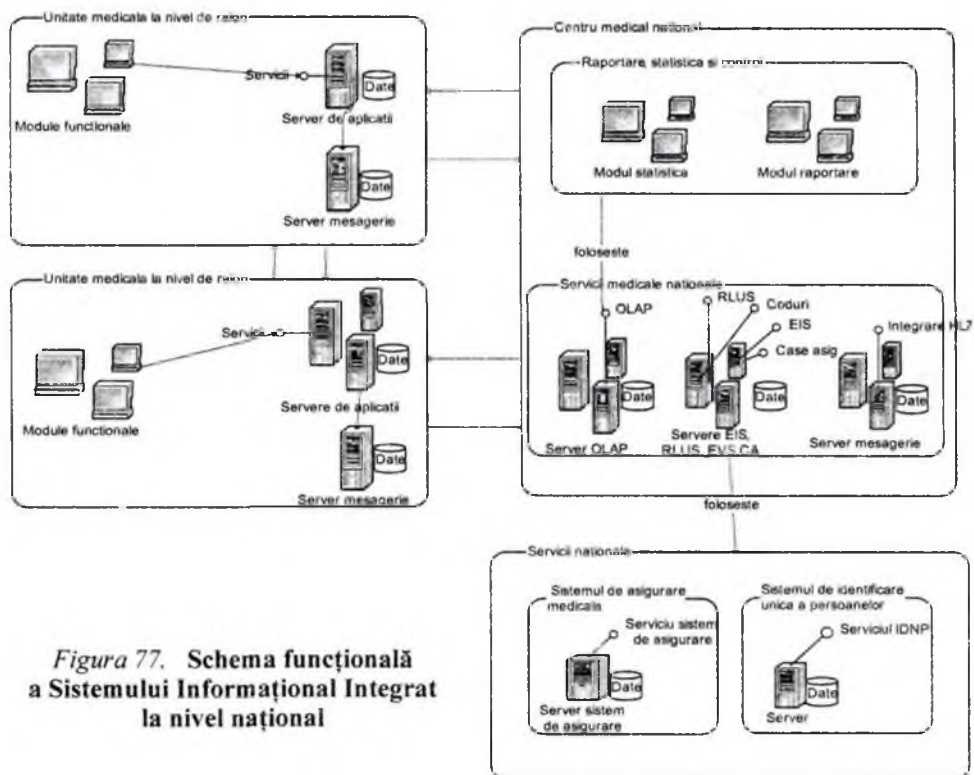 Unitate medicala la nivel de raion
Servicii
Date
Server de aplicatii
Module functionale
Date
Server mesagerie
Unitate medicala la nivel de raion
Servicii
Date
Servere de aplicatii
Module functionale
Date
Server mesagerie
Centru medical national
Raportare, statistica si control
Modul statistica
Modul raportare
foloseste
Servicii medicale nationale
OLAP
RLUS
Coduri
EIS
Case asig
Integrare HL7
Date
Date
Date
Server OLAP
Servere EIS,
RLUS, EVS,CA
Server mesagerie
foloseste
Servicii nationale
Sistemul de asigurare
medicala
Serviciu sistem
de asigurare
Date
Server sistem
de asigurare
Sistemul de identificare
unica a persoanelor
Serviciul IDNP
Date
Server
Figura 77. Schema funcțională
a Sistemului Informațional Integrat
la nivel național